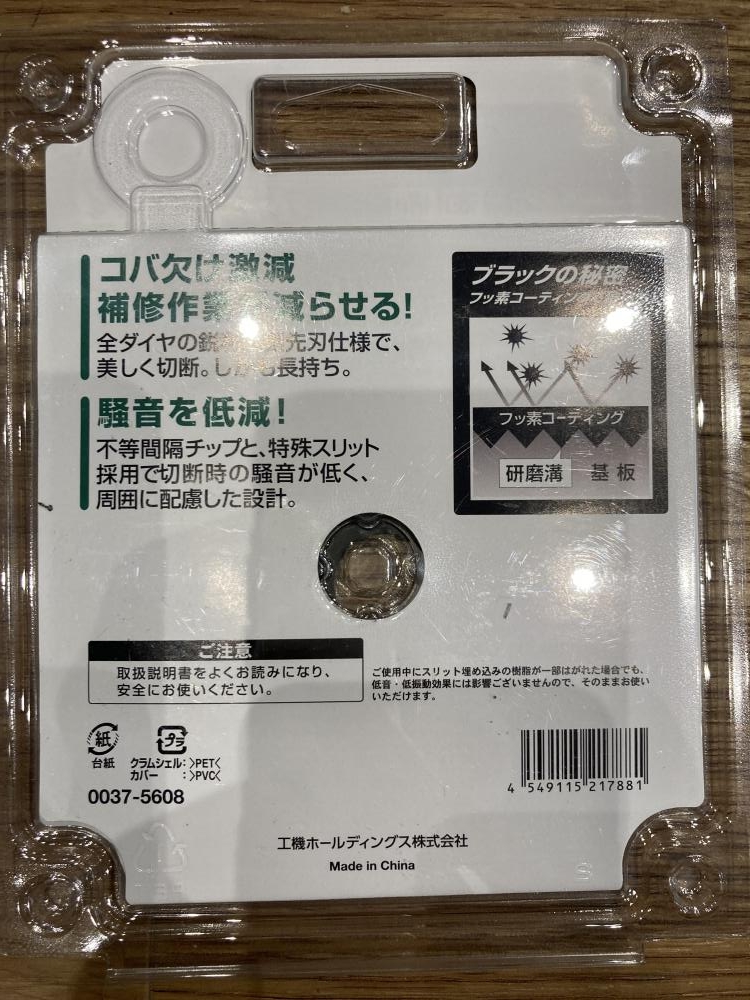 コバ欠け激減
補修作業 減らせる!
全ダイヤの鋭 先刃仕様で、
美しく切断。しかも長持ち。
騒音を低減!
不等間隔チップと、特殊スリット
採用で切断時の騒音が低く、
周囲に配慮した設計。
ブラックの秘密
フッ素コーティング
フッ素コーティング
研磨溝 基板
ご注意
取扱説明書をよくお読みになり、
安全にお使いください。
ご使用中にスリット埋め込みの樹脂が一部はがれた場合でも、
低音・低振動効果には影響ございませんので、そのままお使い
いただけます。
紙 プラ
台紙 クラムシェル:>PET<
カバー :>PVC<
0037-5608
4 549115 217881
工機ホールディングス株式会社
Made in China